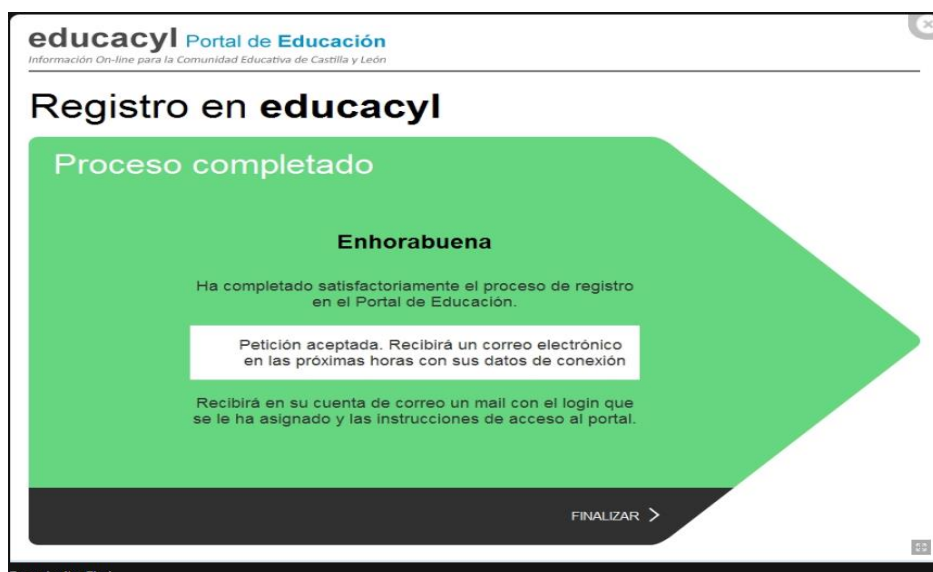 educacyl Portal de Educación
Información On-line para la Comunidad Educativa de Castilla y León
Registro en educacyl
Proceso completado
Enhorabuena
Ha completado satisfactoriamente el proceso de registro
en el Portal de Educación.
Petición aceptada. Recibirá un correo electrónico
en las próximas horas con sus datos de conexión
Recibirá en su cuenta de correo un mail con el login que
se le ha asignado y las instrucciones de acceso al portal.
FINALIZAR